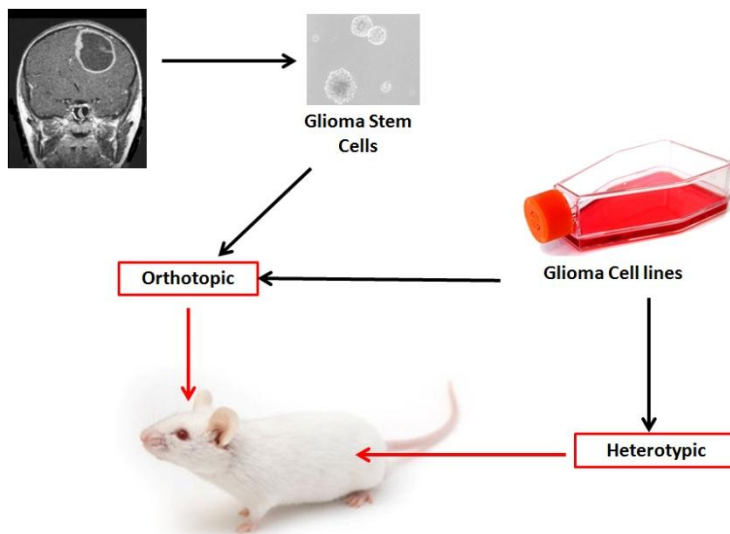 Glioma Stem
Cells
Glioma Cell lines
Orthotopic
Heterotypic